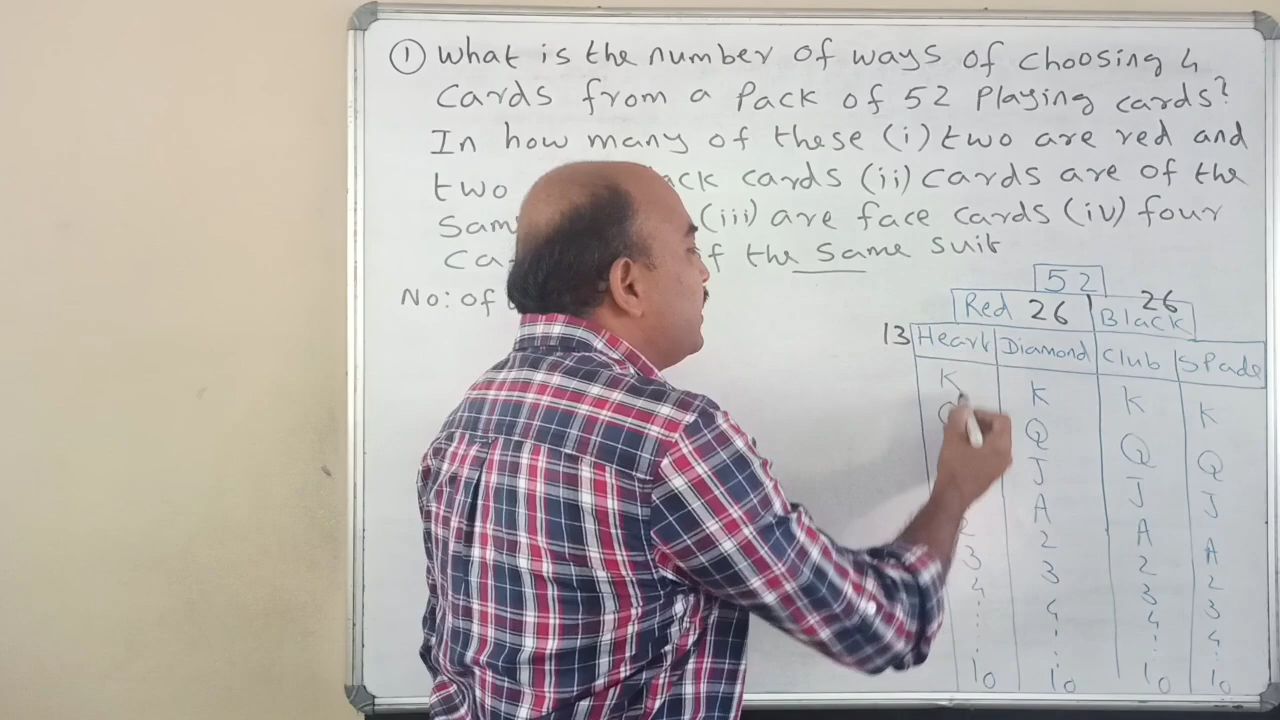 ① What is the number of ways of choosing 4
Cards from a Pack of 52 Playing cards?
In how many of these (i) two are red and
two cards (ii) cards are of the
(iii) are face cards (iv) four
the same suit
No: of
52
Red 26 Black 26
13 Heart Diamond Club Spade
K K K K
Q Q Q
J J J
A A A
2 2 2
3 3 3 3
4 4 4 4
10 10 10 10